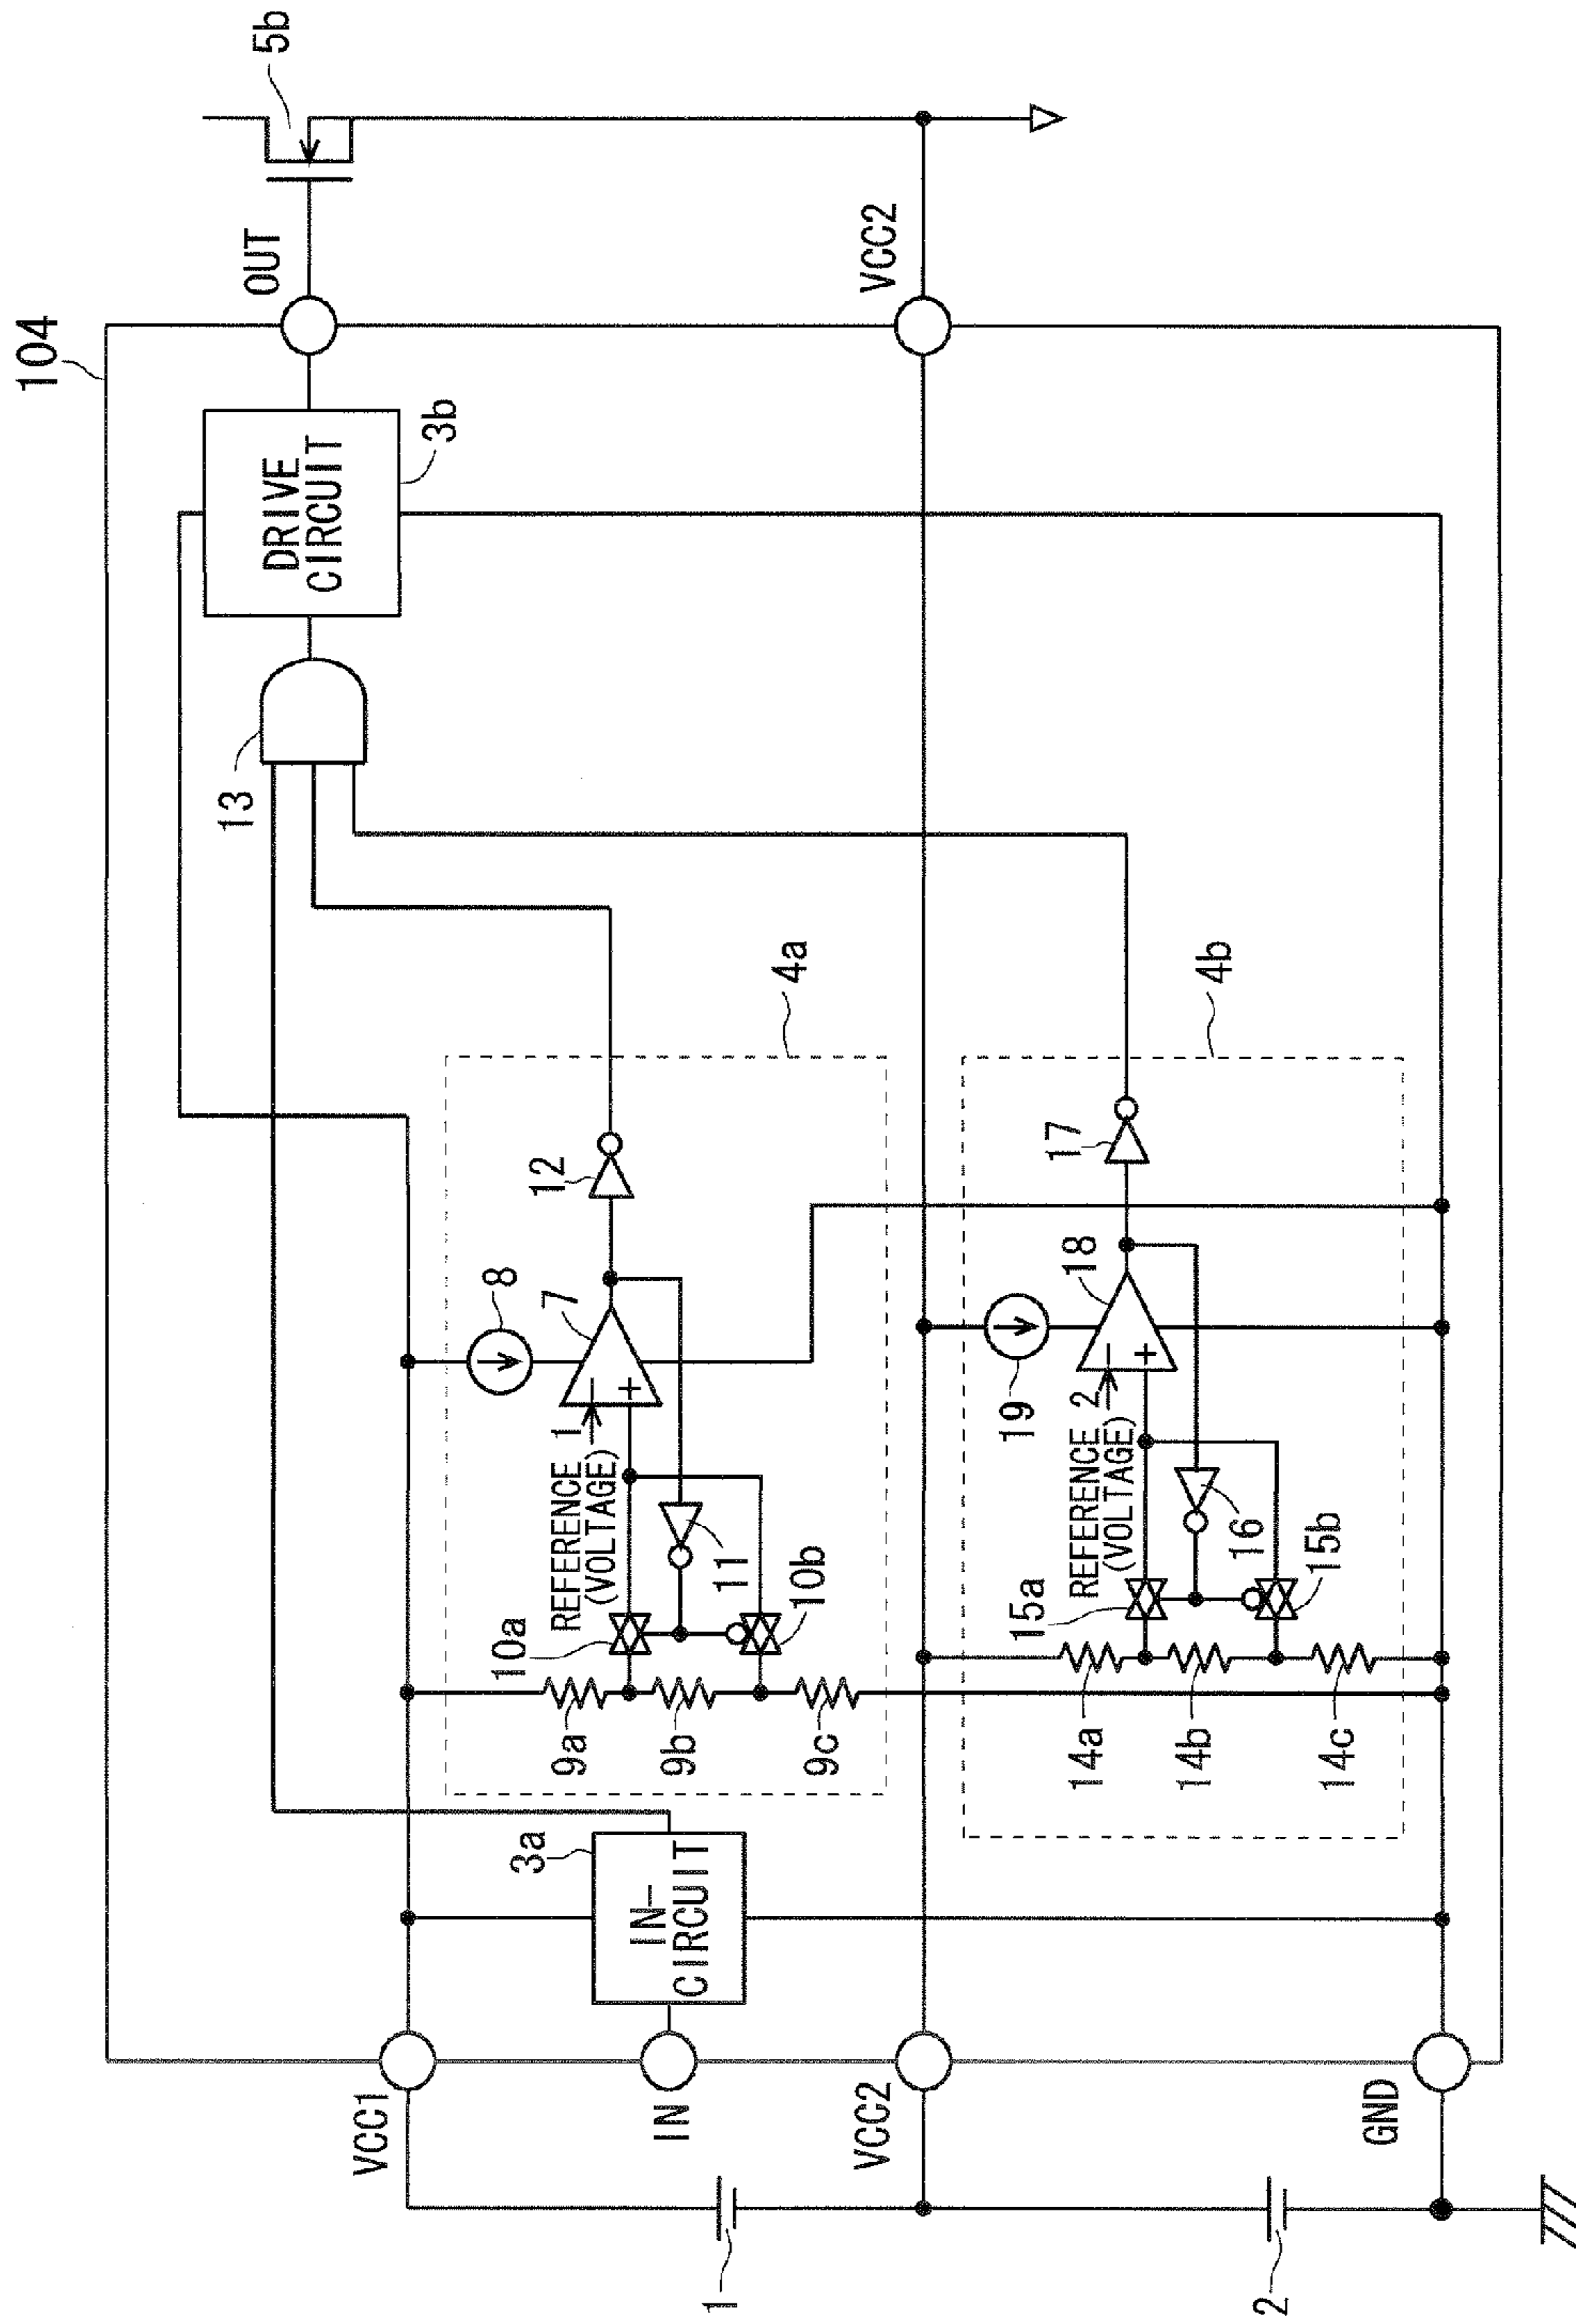 104
5b
OUT
DRIVE
CIRCUIT
13
3b
VCC1
8
7
12
REFERENCE 1
(VOLTAGE)
10a
9a
3a
IN-
CIRCUIT
IN
9b
11
10b
9c
4a
1
VCC2
VCC2
19
18
17
REFERENCE 2
(VOLTAGE)
15a
14a
14b
16
15b
14c
4b
GND
2